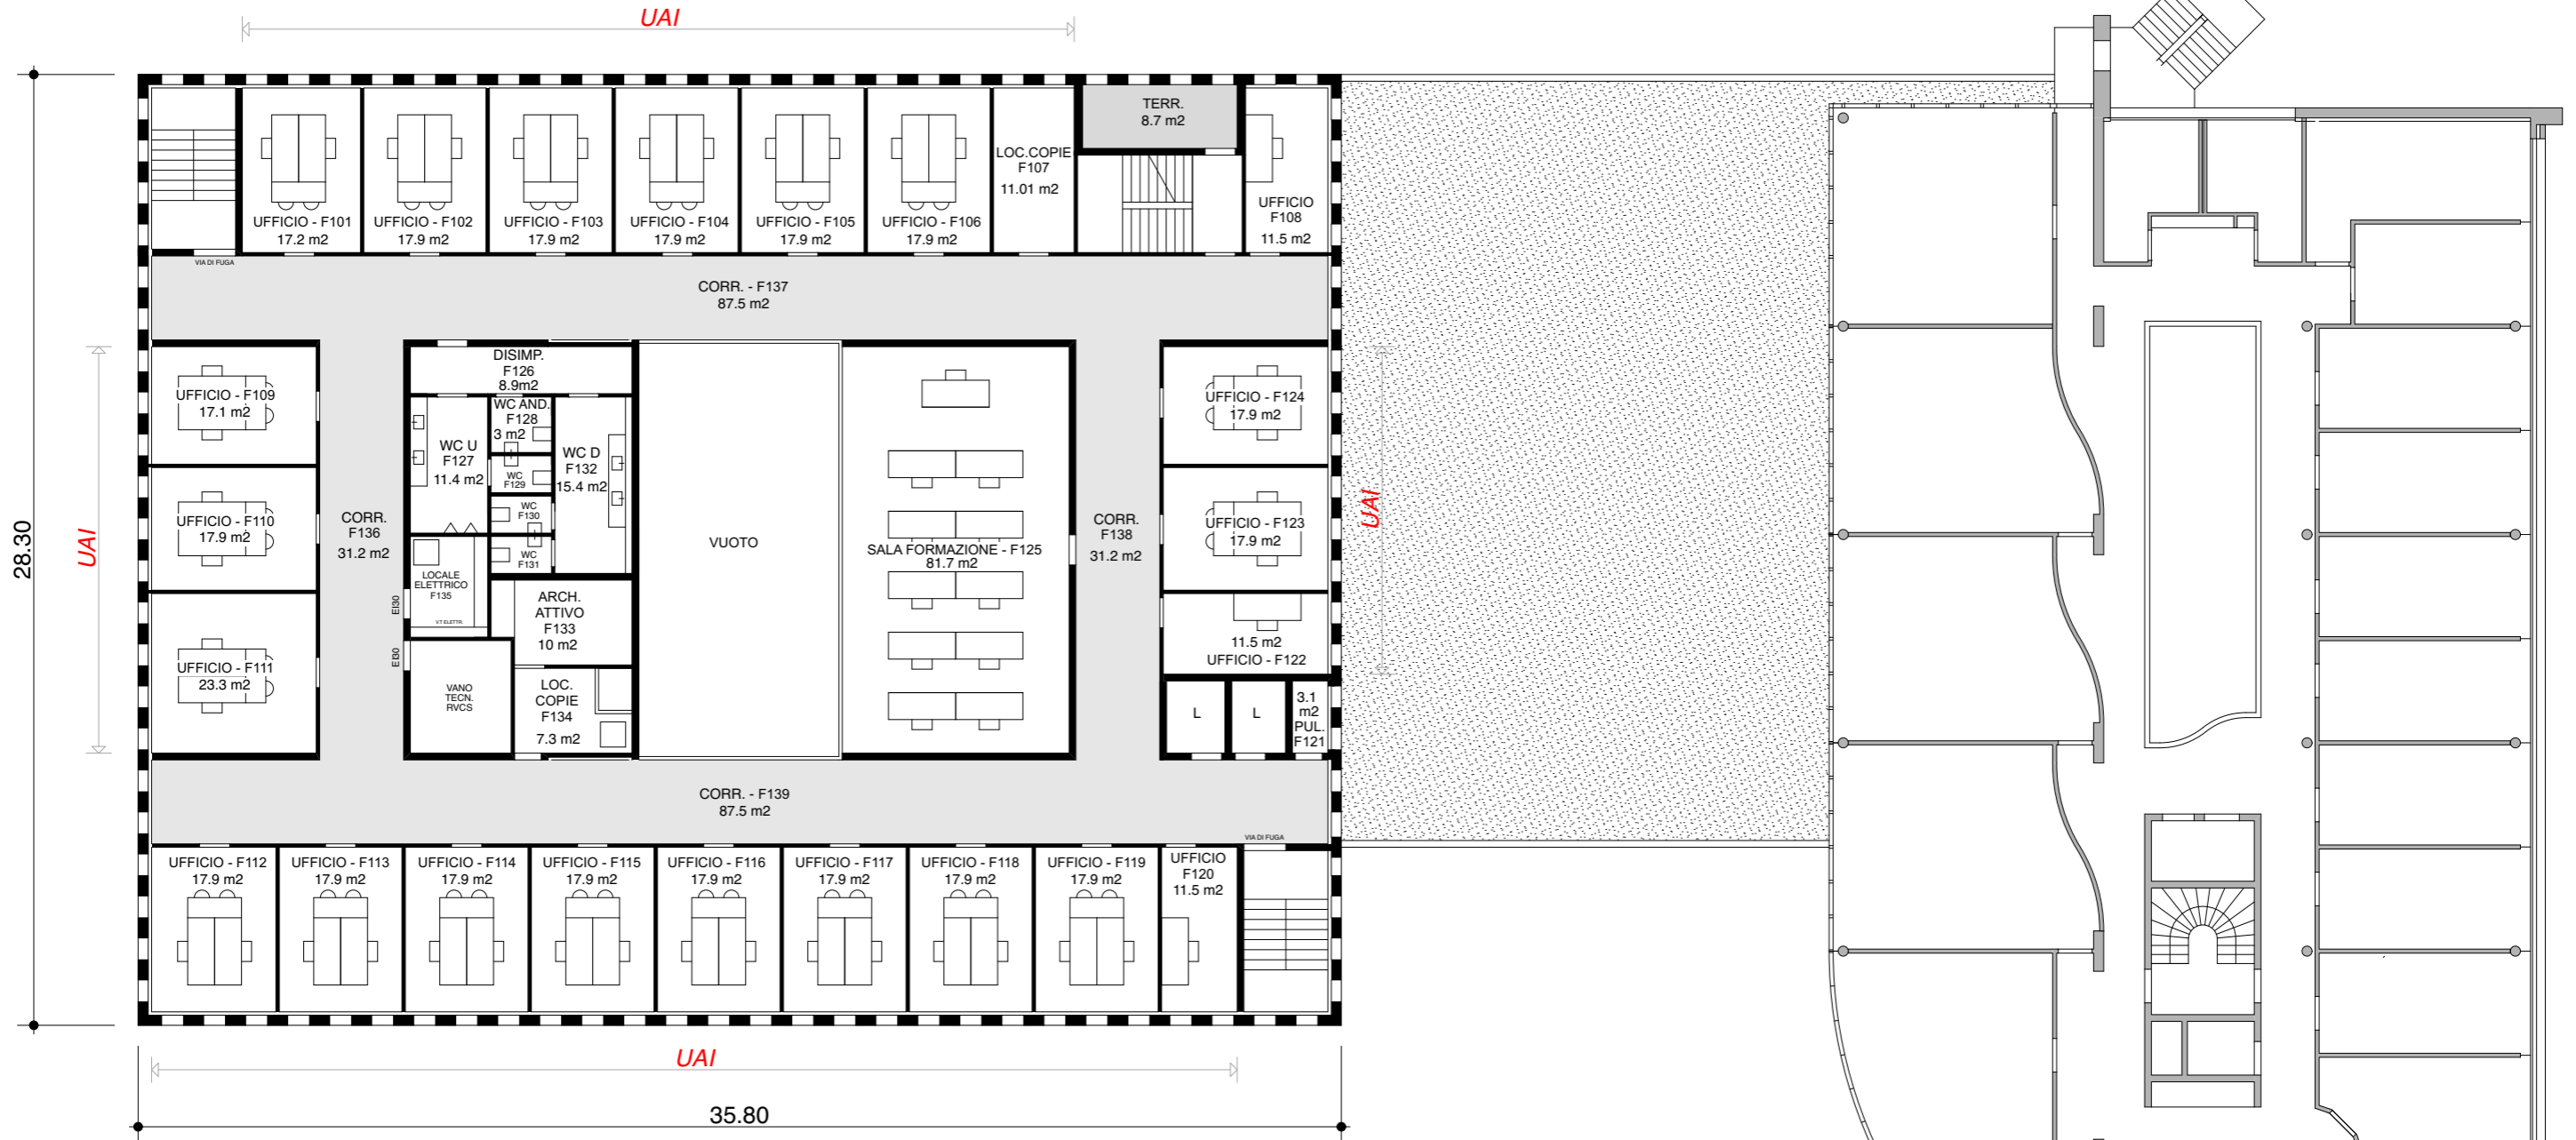 UAI
TERR.
8.7 m2
LOC.COPIE
F107
11.01 m2
UFFICIO
F108
11.5 m2
UFFICIO - F101
17.2 m2
UFFICIO - F102
17.9 m2
UFFICIO - F103
17.9 m2
UFFICIO - F104
17.9 m2
UFFICIO - F105
17.9 m2
UFFICIO - F106
17.9 m2
VIA DI FUGA
CORR. - F137
87.5 m2
28.30
UAI
UFFICIO - F109
17.1 m2
UFFICIO - F110
17.9 m2
UFFICIO - F111
23.3 m2
CORR.
F136
31.2 m2
DISIMP.
F126
8.9m2
WC AND.
F128
3 m2
WC U
F127
11.4 m2
WC
F129
WC D
F132
15.4 m2
WC
F130
WC
F131
LOCALE
ELETTRICO
F135
V.T ELETTR.
EI30
EI30
ARCH.
ATTIVO
F133
10 m2
VANO
TECN.
RVCS
LOC.
COPIE
F134
7.3 m2
VUOTO
SALA FORMAZIONE - F125
81.7 m2
CORR.
F138
31.2 m2
UFFICIO - F124
17.9 m2
UFFICIO - F123
17.9 m2
11.5 m2
UFFICIO - F122
L
L
3.1
m2
PUL.
F121
UAI
CORR. - F139
87.5 m2
VIA DI FUGA
UFFICIO - F112
17.9 m2
UFFICIO - F113
17.9 m2
UFFICIO - F114
17.9 m2
UFFICIO - F115
17.9 m2
UFFICIO - F116
17.9 m2
UFFICIO - F117
17.9 m2
UFFICIO - F118
17.9 m2
UFFICIO - F119
17.9 m2
UFFICIO
F120
11.5 m2
UAI
35.80